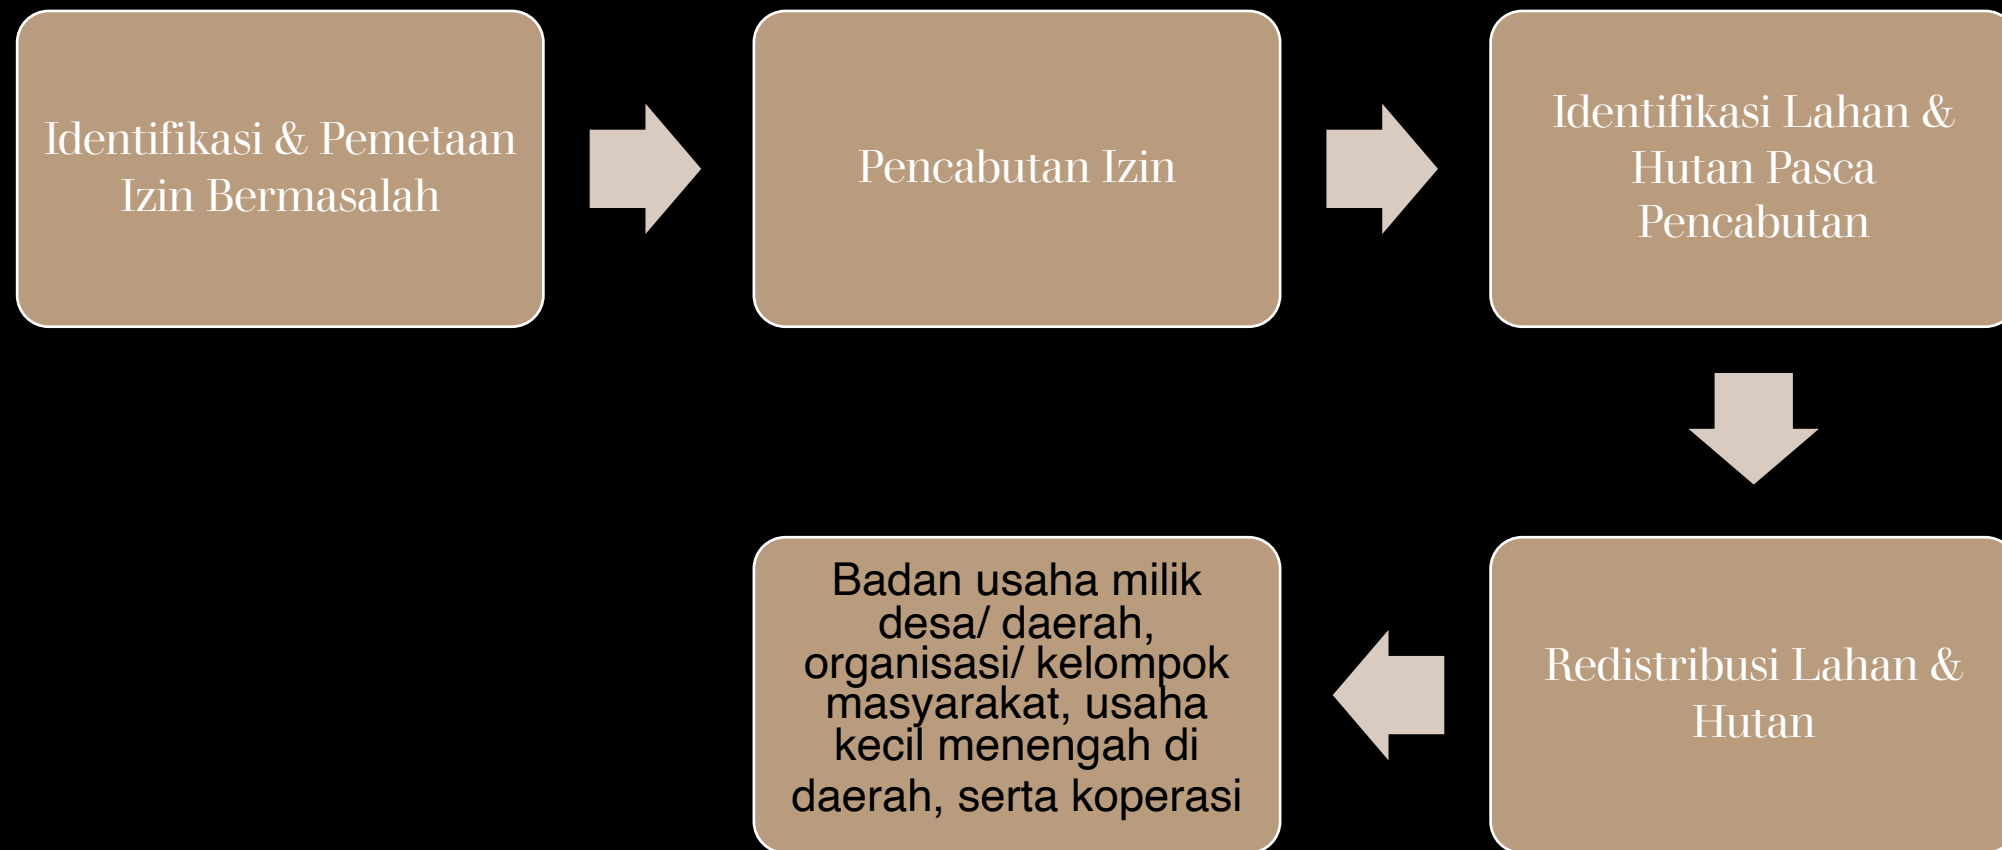 Identifikasi & Pemetaan
Izin Bermasalah
Pencabutan Izin
Identifikasi Lahan &
Hutan Pasca
Pencabutan
Redistribusi Lahan &
Hutan
Badan usaha milik
desa/ daerah,
organisasi/ kelompok
masyarakat, usaha
kecil menengah di
daerah, serta koperasi